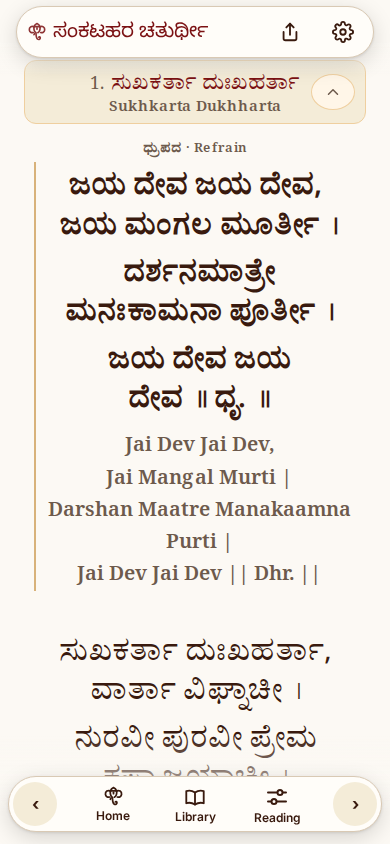 ಸಂಕಟಹರ ಚತುರ್ಥೀ
1. ಸುಖಕರ್ತಾ ದುಃಖಹರ್ತಾ
Sukhkarta Dukhharta
ಧ್ರುಪದ · Refrain
ಜಯ ದೇವ ಜಯ ದೇವ,
ಜಯ ಮಂಗಲ ಮೂರ್ತೀ ।
ದರ್ಶನಮಾತ್ರೇ
ಮನಃಕಾಮನಾ ಪೂರ್ತೀ ।
ಜಯ ದೇವ ಜಯ
ದೇವ ॥ ಧೃ. ॥
Jai Dev Jai Dev,
Jai Mangal Murti |
Darshan Maatre Manakaamna
Purti |
Jai Dev Jai Dev || Dhr. ||
ಸುಖಕರ್ತಾ ದುಃಖಹರ್ತಾ,
ವಾರ್ತಾ ವಿಘ್ನಾಚೀ ।
ನುರವೀ ಪುರವೀ ಪ್ರೇಮ
Home
Library
Reading